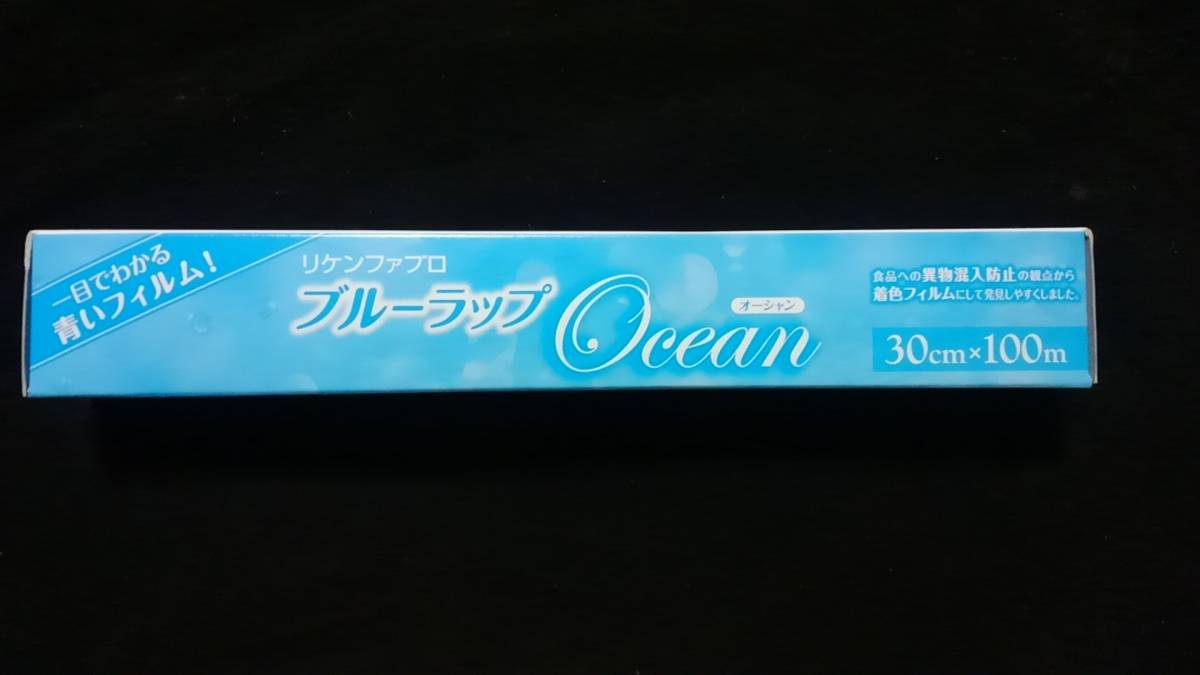 一目でわかる
青いフィルム!
リケンファブロ
ブルーラップ
オーシャン
Ocean
食品への異物混入防止の観点から
着色フィルムにして発見しやすくしました。
30cm×100m